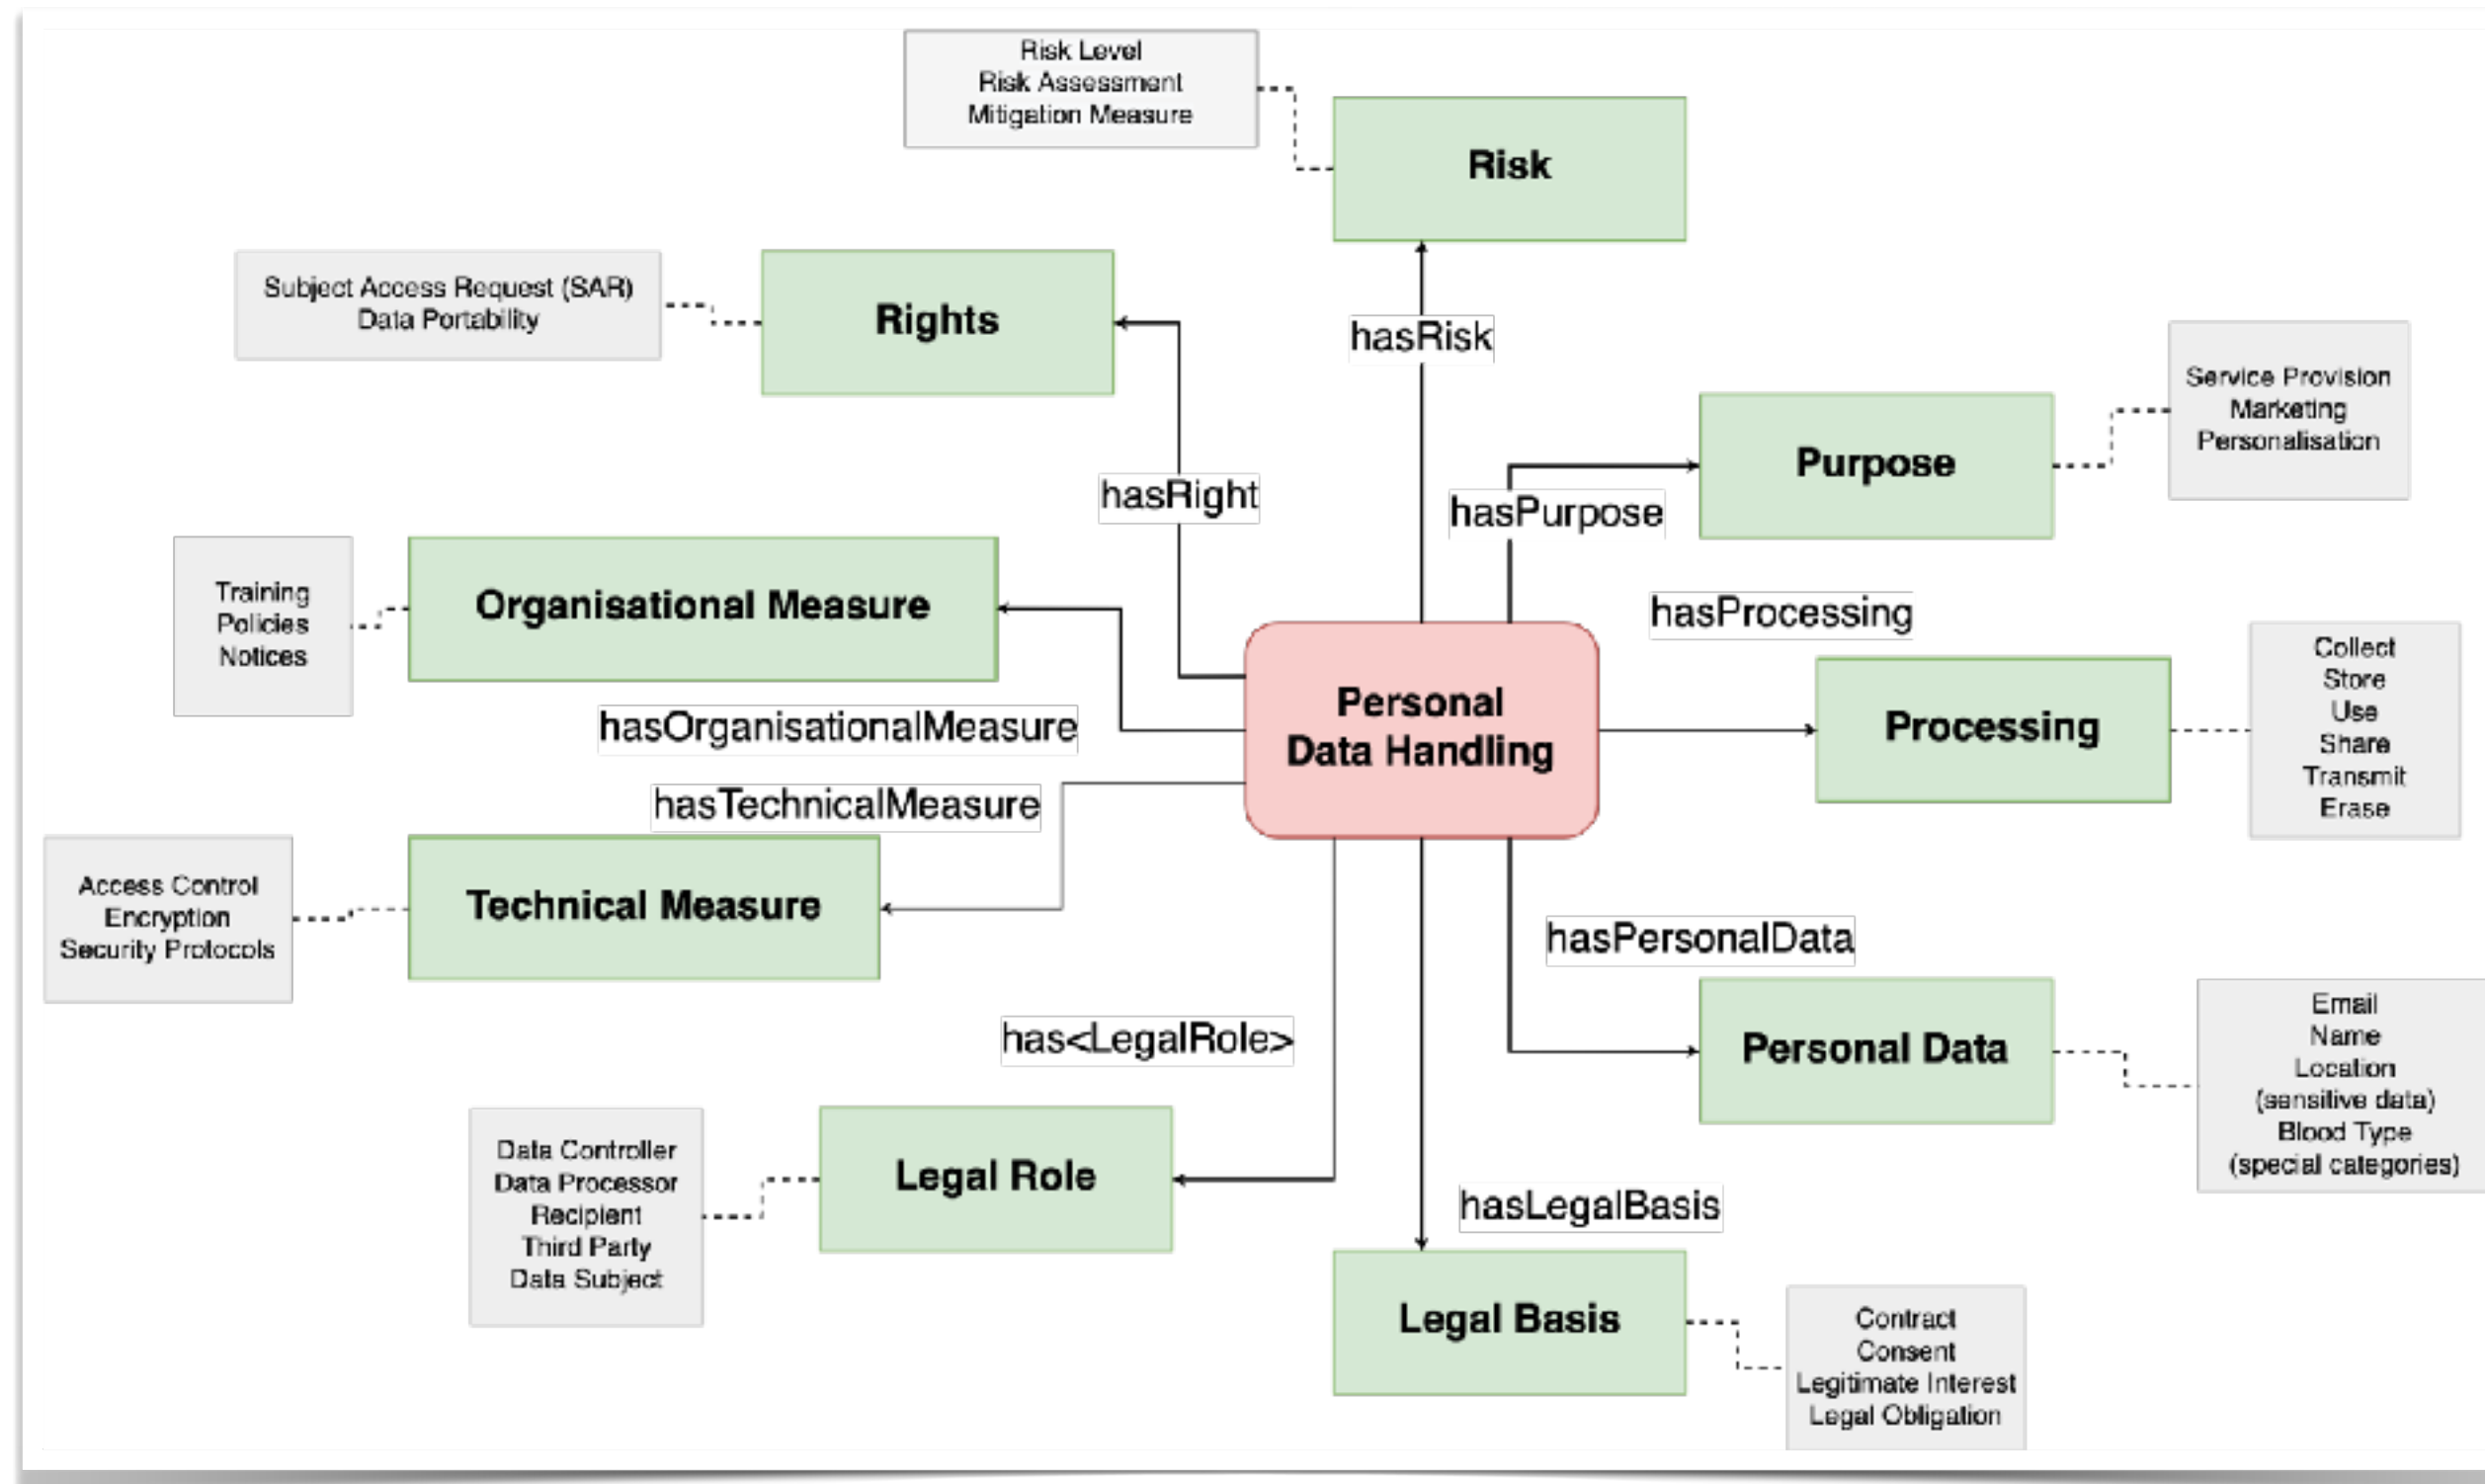 Risk Level
Risk Assessment
Mitigation Measure
Risk
Subject Access Request (SAR)
Data Portability
Rights
hasRisk
Service Provision
Marketing
Personalisation
Purpose
hasRight
hasPurpose
Training
Policies
Notices
Organisational Measure
hasProcessing
Collect
Store
Use
Share
Transmit
Erase
Processing
Personal
Data Handling
hasOrganisationalMeasure
hasTechnicalMeasure
Access Control
Encryption
Security Protocols
Technical Measure
hasPersonalData
Personal Data
Email
Name
Location
(sensitive data)
Blood Type
(special categories)
has<LegalRole>
Data Controller
Data Processor
Recipient
Third Party
Data Subject
Legal Role
hasLegalBasis
Legal Basis
Contract
Consent
Legitimate Interest
Legal Obligation